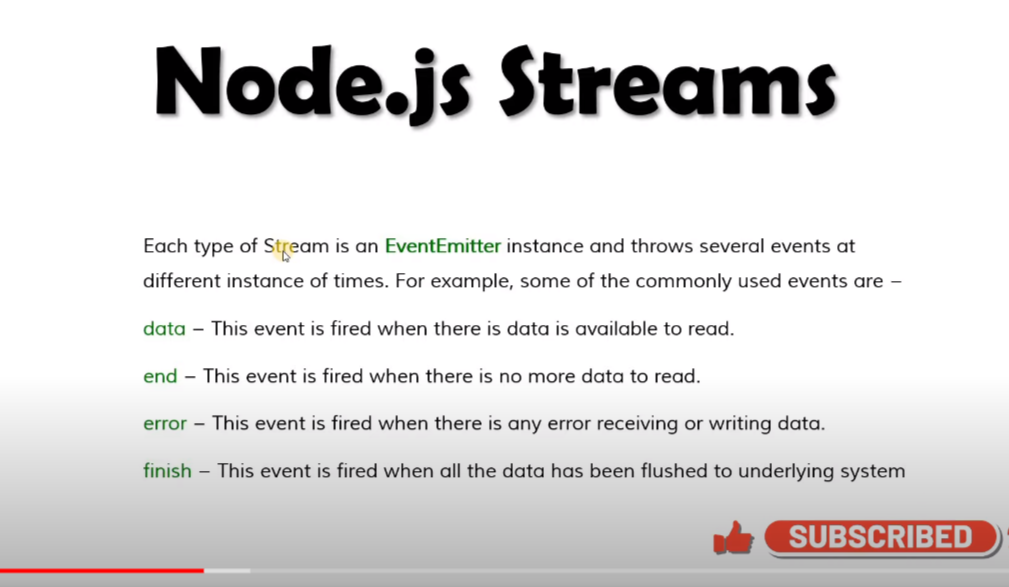 Node.js Streams
Each type of Stream is an EventEmitter instance and throws several events at
different instance of times. For example, some of the commonly used events are –
data – This event is fired when there is data is available to read.
end – This event is fired when there is no more data to read.
error – This event is fired when there is any error receiving or writing data.
finish – This event is fired when all the data has been flushed to underlying system
SUBSCRIBED